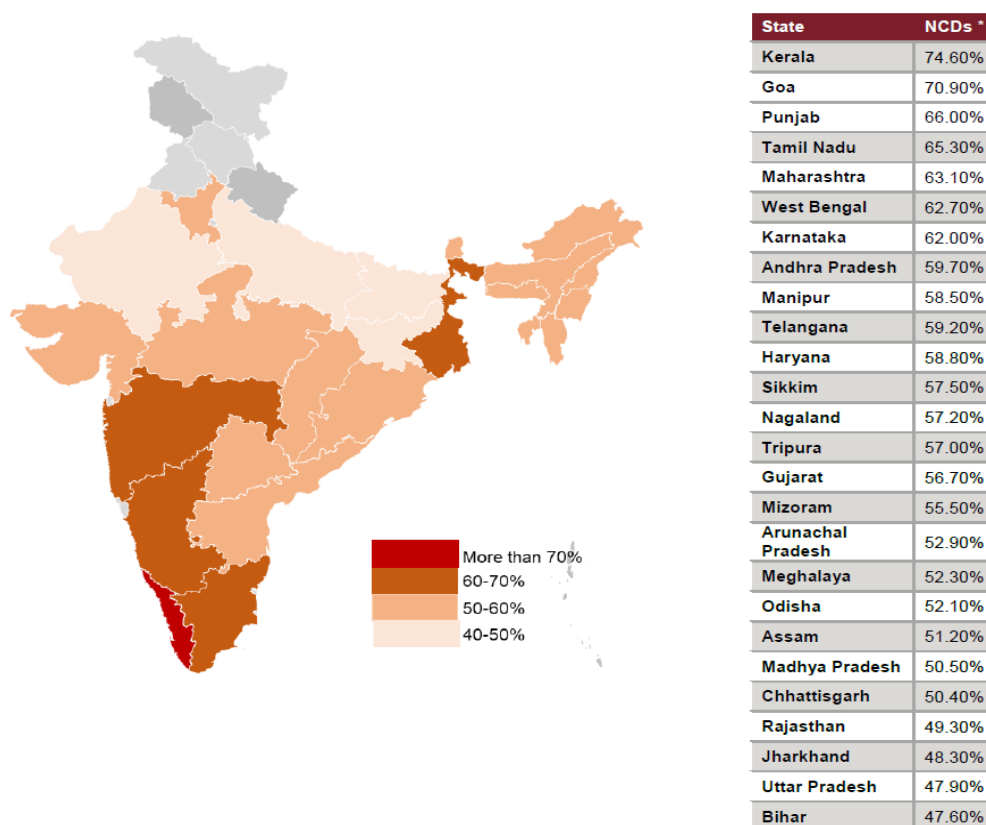 State NCDs *
Kerala 74.60%
Goa 70.90%
Punjab 66.00%
Tamil Nadu 65.30%
Maharashtra 63.10%
West Bengal 62.70%
Karnataka 62.00%
Andhra Pradesh 59.70%
Manipur 58.50%
Telangana 59.20%
Haryana 58.80%
Sikkim 57.50%
Nagaland 57.20%
Tripura 57.00%
Gujarat 56.70%
Mizoram 55.50%
Arunachal
Pradesh 52.90%
Meghalaya 52.30%
Odisha 52.10%
Assam 51.20%
Madhya Pradesh 50.50%
Chhattisgarh 50.40%
Rajasthan 49.30%
Jharkhand 48.30%
Uttar Pradesh 47.90%
Bihar 47.60%
More than 70%
60-70%
50-60%
40-50%